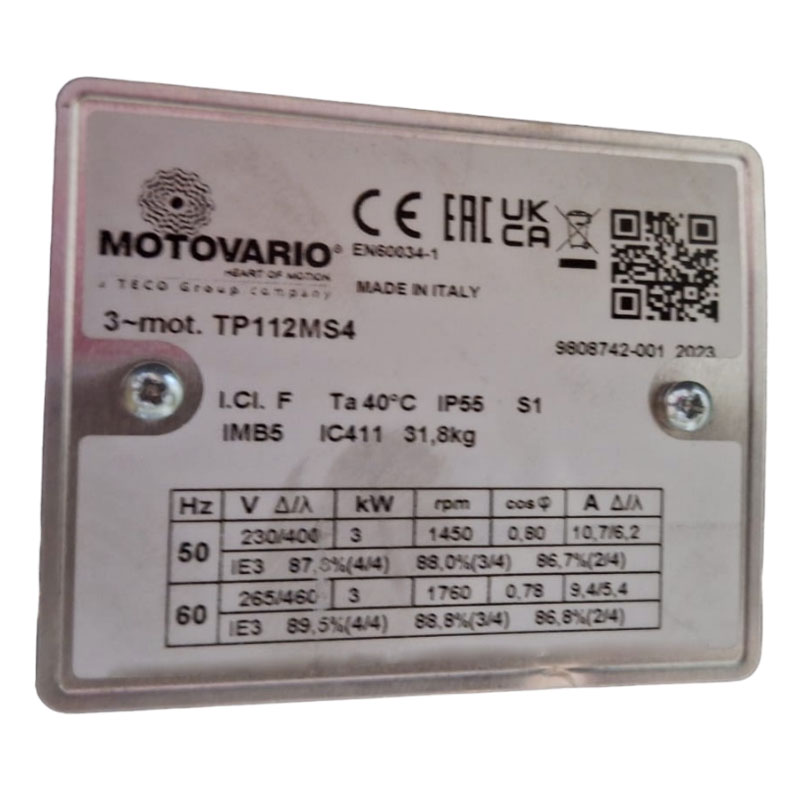 CE EAC UK CA
MOTOVARIO®
HEART OF MOTION
a TECO Group company
EN60034-1
MADE IN ITALY
3~mot. TP112MS4
9808742-001 2023
I.Cl. F Ta 40°C IP55 S1
IMB5 IC411 31,8kg
Hz V Δ/λ kW rpm cosφ A Δ/λ
50 230/400 3 1450 0,80 10,7/6,2
IE3 88,0%(3/4) 86,7%(2/4)
60 265/460 3 1760 0,78 9,4/5,4
IE3 89,5%(4/4) 88,8%(3/4) 86,8%(2/4)